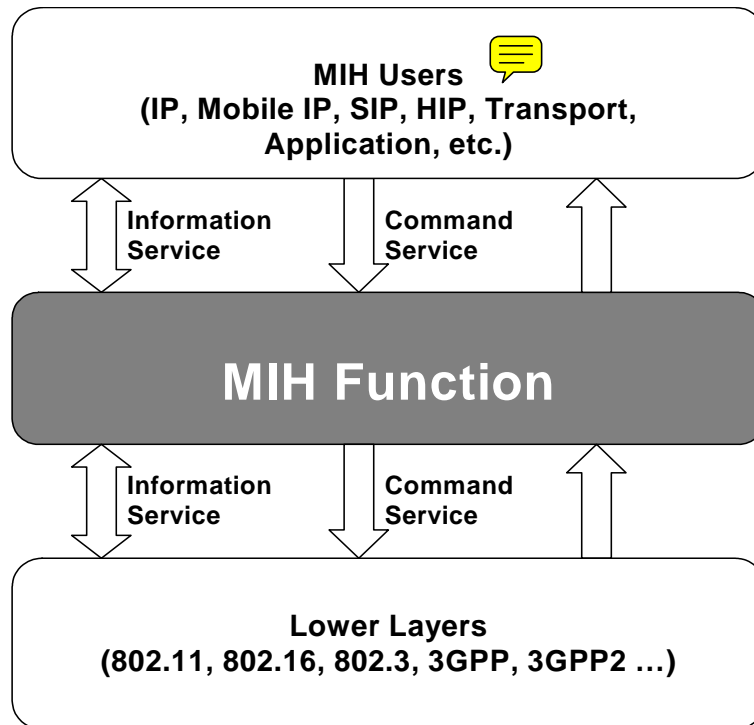 MIH Users
(IP, Mobile IP, SIP, HIP, Transport,
Application, etc.)
Information
Service
Command
Service
MIH Function
Information
Service
Command
Service
Lower Layers
(802.11, 802.16, 802.3, 3GPP, 3GPP2 …)